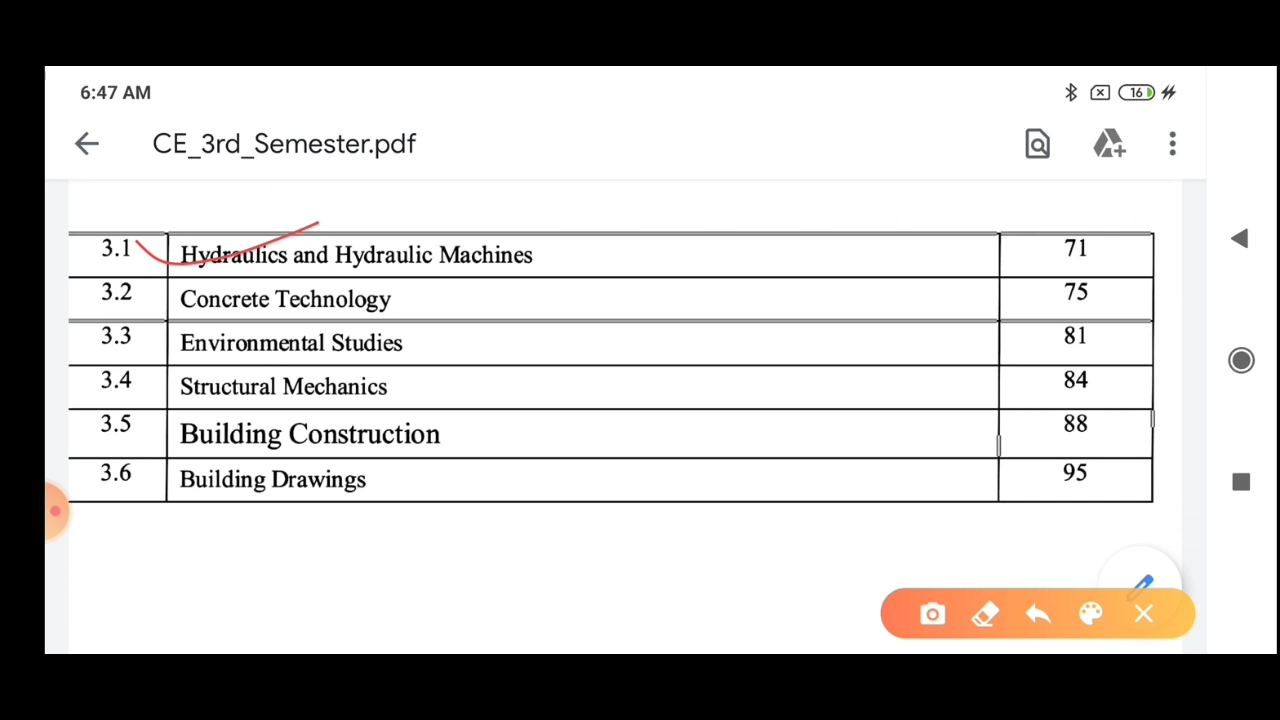 6:47 AM
16
CE_3rd_Semester.pdf
3.1 Hydraulics and Hydraulic Machines 71
3.2 Concrete Technology 75
3.3 Environmental Studies 81
3.4 Structural Mechanics 84
3.5 Building Construction 88
3.6 Building Drawings 95